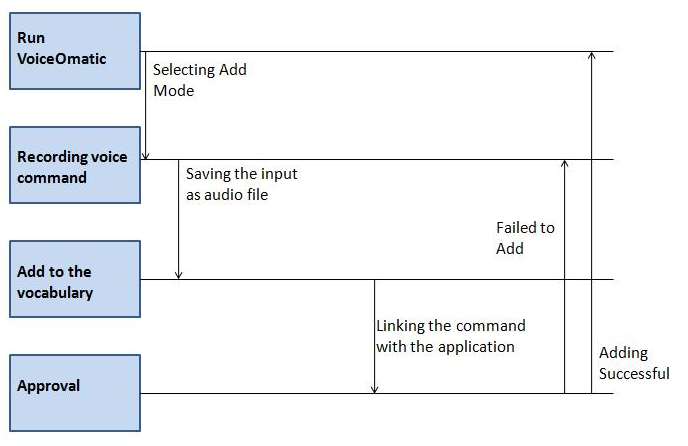 Run
VoiceOmatic
Selecting Add
Mode
Recording voice
command
Saving the input
as audio file
Failed to
Add
Add to the
vocabulary
Linking the command
with the application
Adding
Successful
Approval